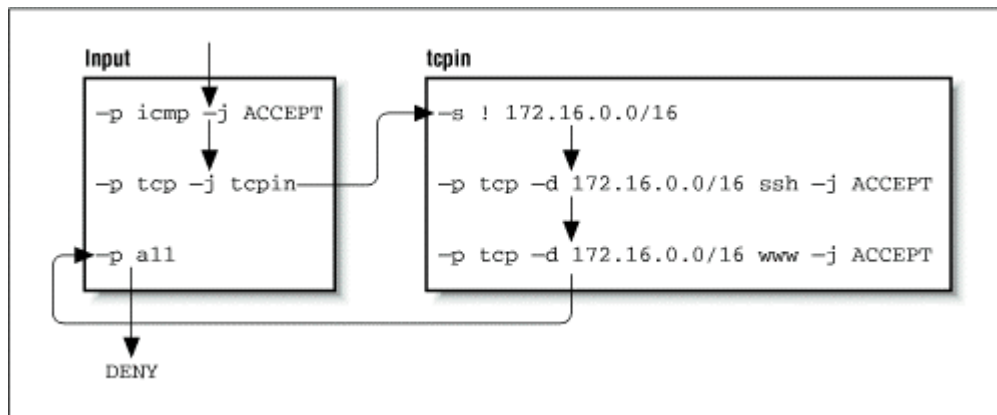 Input
–p icmp –j ACCEPT
–p tcp –j tcpin
–p all
DENY
tcpin
–s ! 172.16.0.0/16
–p tcp –d 172.16.0.0/16 ssh –j ACCEPT
–p tcp –d 172.16.0.0/16 www –j ACCEPT